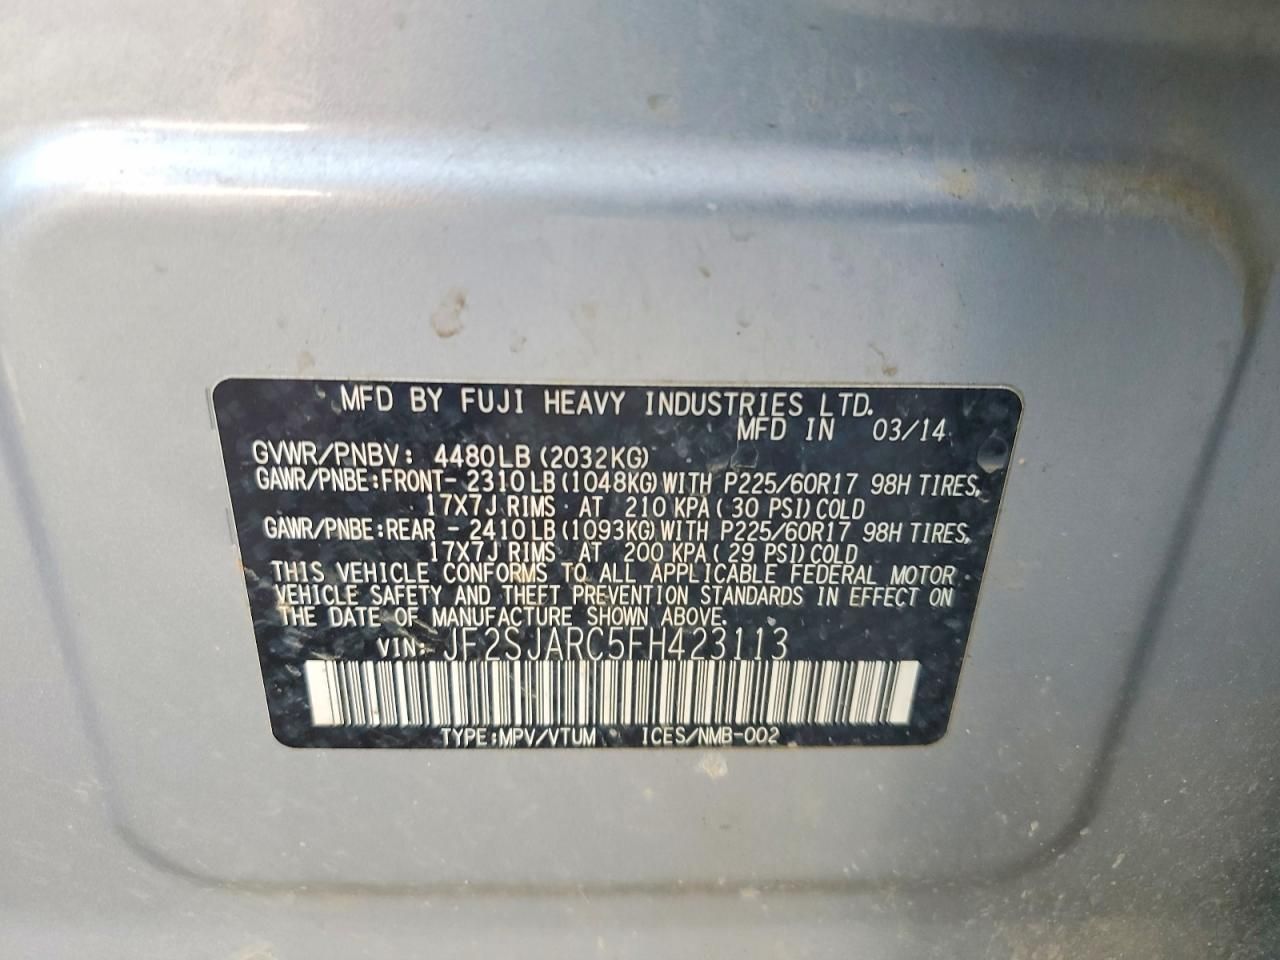 MFD BY FUJI HEAVY INDUSTRIES LTD.
MFD IN 03/14
GVWR/PNBV: 4480LB (2032KG)
GAWR/PNBE:FRONT- 2310LB(1048KG)WITH P225/60R17 98H TIRES,
17X7J RIMS AT 210 KPA( 30 PSI)COLD
GAWR/PNBE:REAR - 2410LB(1093KG)WITH P225/60R17 98H TIRES,
17X7J RIMS AT 200 KPA( 29 PSI)COLD
THIS VEHICLE CONFORMS TO ALL APPLICABLE FEDERAL MOTOR
VEHICLE SAFETY AND THEFT PREVENTION STANDARDS IN EFFECT ON
THE DATE OF MANUFACTURE SHOWN ABOVE.
VIN: JF2SJARC5FH423113
TYPE:MPV/VTUM ICES/NMB-002